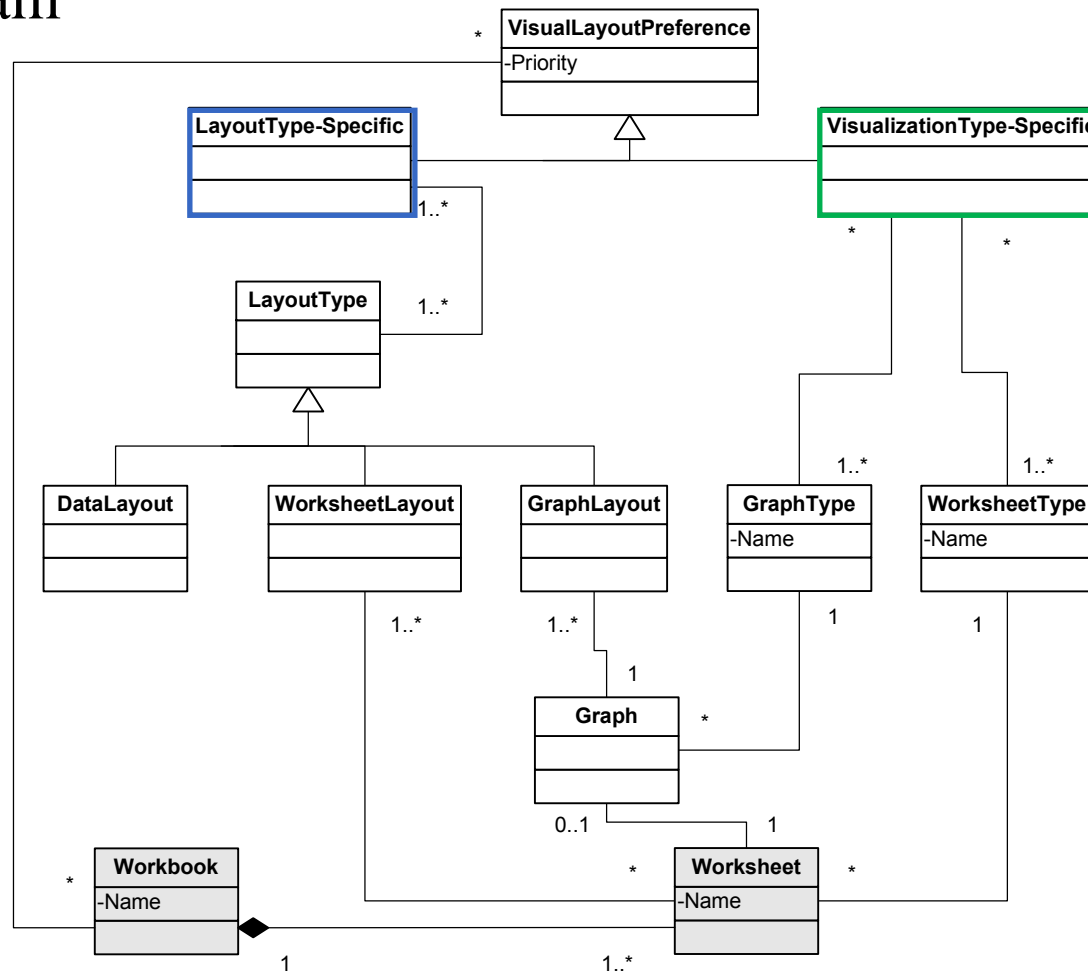 *
VisualLayoutPreference
-Priority
LayoutType-Specific
VisualizationType-Specific
1..*
*
*
LayoutType
1..*
1..*
1..*
DataLayout
WorksheetLayout
GraphLayout
GraphType
WorksheetType
-Name
-Name
1..*
1..*
1
1
1
Graph
*
0..1
1
Workbook
*
Worksheet
*
*
-Name
-Name
1
1..*